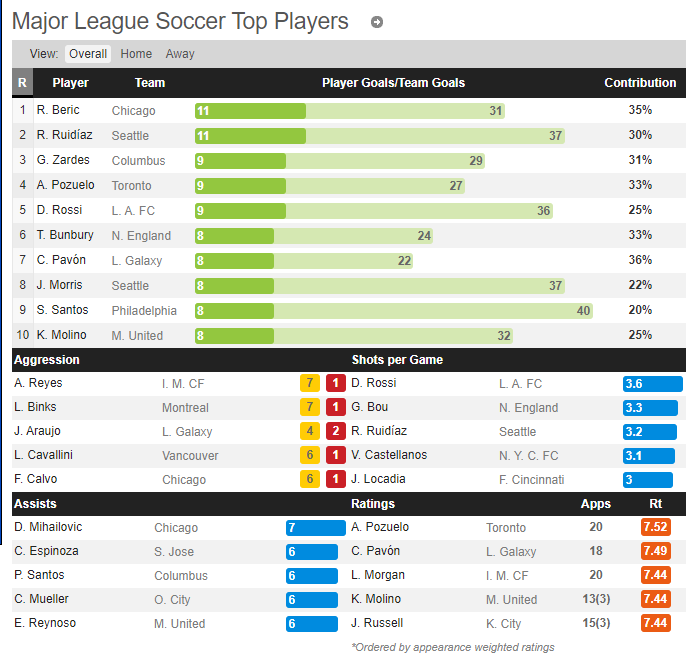 Major League Soccer Top Players
View: Overall Home Away
R Player Team Player Goals/Team Goals Contribution
1 R. Beric Chicago 11 31 35%
2 R. Ruidíaz Seattle 11 37 30%
3 G. Zardes Columbus 9 29 31%
4 A. Pozuelo Toronto 9 27 33%
5 D. Rossi L. A. FC 9 36 25%
6 T. Bunbury N. England 8 24 33%
7 C. Pavón L. Galaxy 8 22 36%
8 J. Morris Seattle 8 37 22%
9 S. Santos Philadelphia 8 40 20%
10 K. Molino M. United 8 32 25%
Aggression Shots per Game
A. Reyes I. M. CF 7 1 D. Rossi L. A. FC 3.6
L. Binks Montreal 7 1 G. Bou N. England 3.3
J. Araujo L. Galaxy 4 2 R. Ruidíaz Seattle 3.2
L. Cavallini Vancouver 6 1 V. Castellanos N. Y. C. FC 3.1
F. Calvo Chicago 6 1 J. Locadia F. Cincinnati 3
Assists Ratings Apps Rt
D. Mihailovic Chicago 7 A. Pozuelo Toronto 20 7.52
C. Espinoza S. Jose 6 C. Pavón L. Galaxy 18 7.49
P. Santos Columbus 6 L. Morgan I. M. CF 20 7.44
C. Mueller O. City 6 K. Molino M. United 13(3) 7.44
E. Reynoso M. United 6 J. Russell K. City 15(3) 7.44
*Ordered by appearance weighted ratings